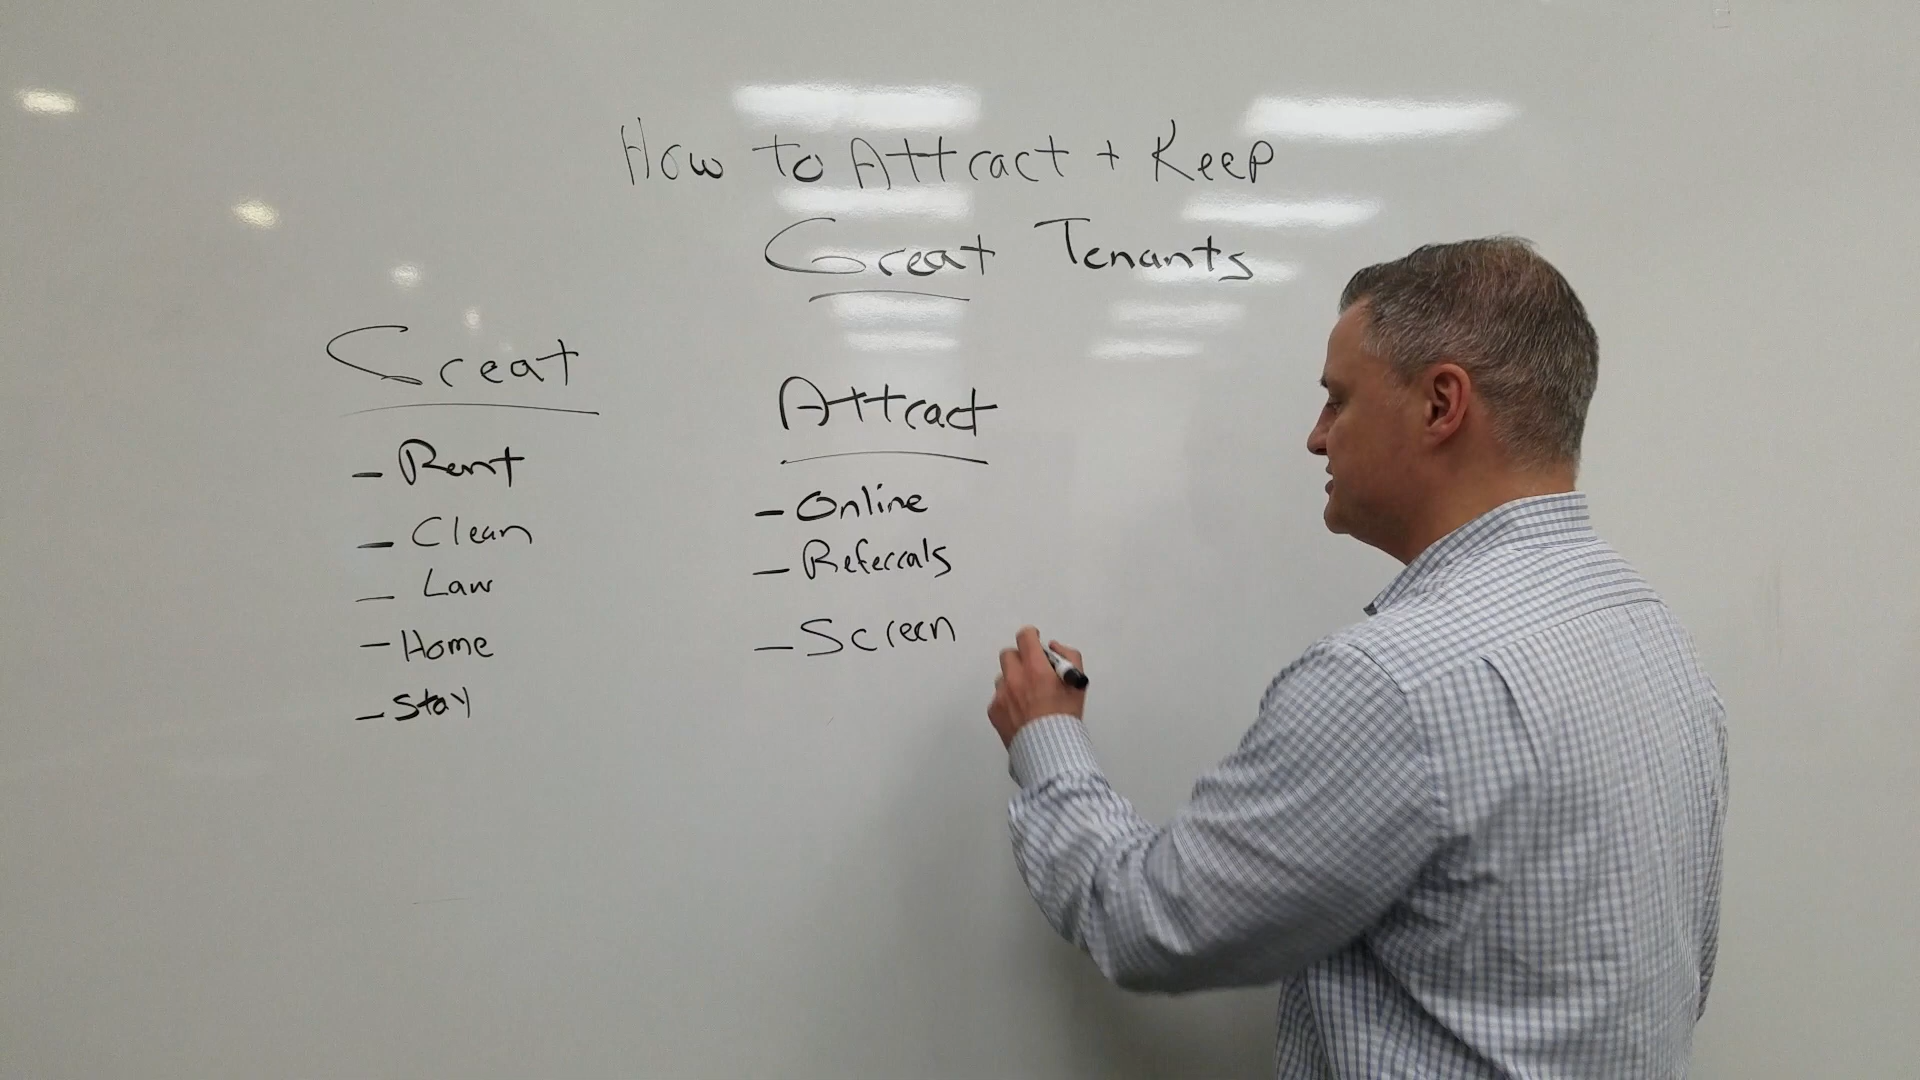 How to Attract + Keep
Great Tenants
Great
- Rent
- Clean
- Law
- Home
- Stay
Attract
- Online
- Referrals
- Screen